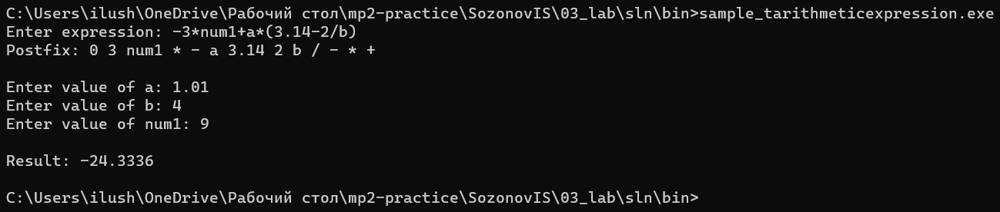 C:\Users\ilush\OneDrive\Рабочий стол\mp2-practice\SozonovIS\03_lab\sln\bin>sample_tarithmeticexpression.exe
Enter expression: -3*num1+a*(3.14-2/b)
Postfix: 0 3 num1 * - a 3.14 2 b / - * +
Enter value of a: 1.01
Enter value of b: 4
Enter value of num1: 9
Result: -24.3336
C:\Users\ilush\OneDrive\Рабочий стол\mp2-practice\SozonovIS\03_lab\sln\bin>